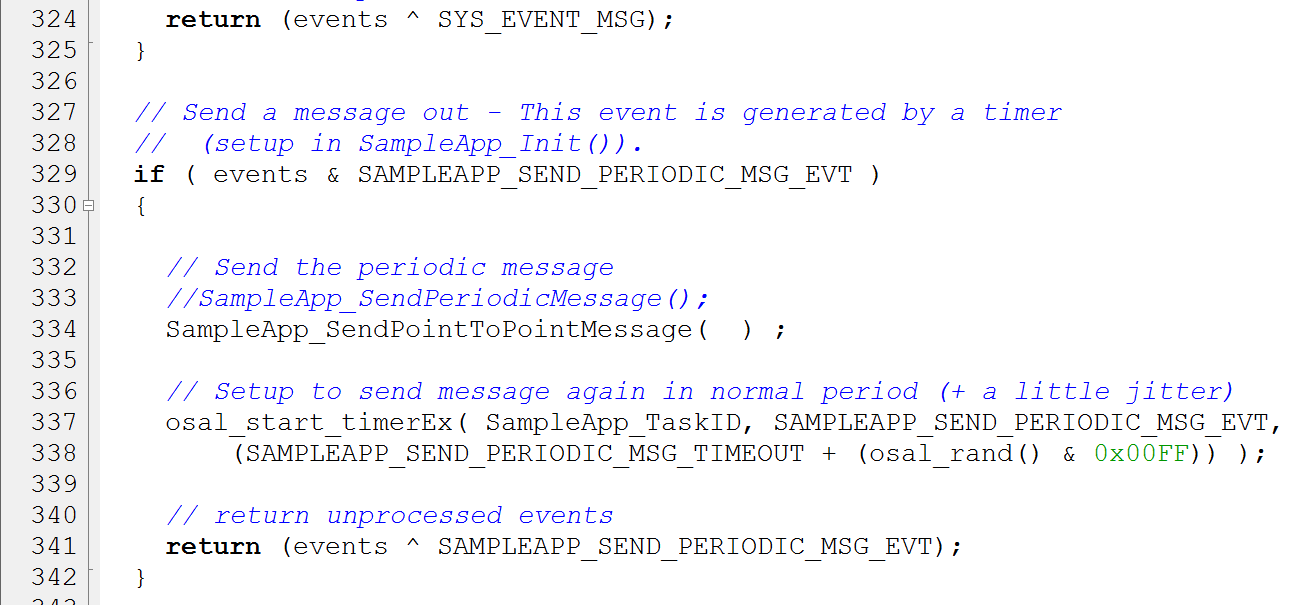 324 return (events ^ SYS_EVENT_MSG);
325 }
326
327 // Send a message out - This event is generated by a timer
328 //  (setup in SampleApp_Init()).
329 if ( events & SAMPLEAPP_SEND_PERIODIC_MSG_EVT )
330 {
331
332 // Send the periodic message
333 //SampleApp_SendPeriodicMessage();
334 SampleApp_SendPointToPointMessage(  ) ;
335
336 // Setup to send message again in normal period (+ a little jitter)
337 osal_start_timerEx( SampleApp_TaskID, SAMPLEAPP_SEND_PERIODIC_MSG_EVT,
338 (SAMPLEAPP_SEND_PERIODIC_MSG_TIMEOUT + (osal_rand() & 0x00FF)) );
339
340 // return unprocessed events
341 return (events ^ SAMPLEAPP_SEND_PERIODIC_MSG_EVT);
342 }